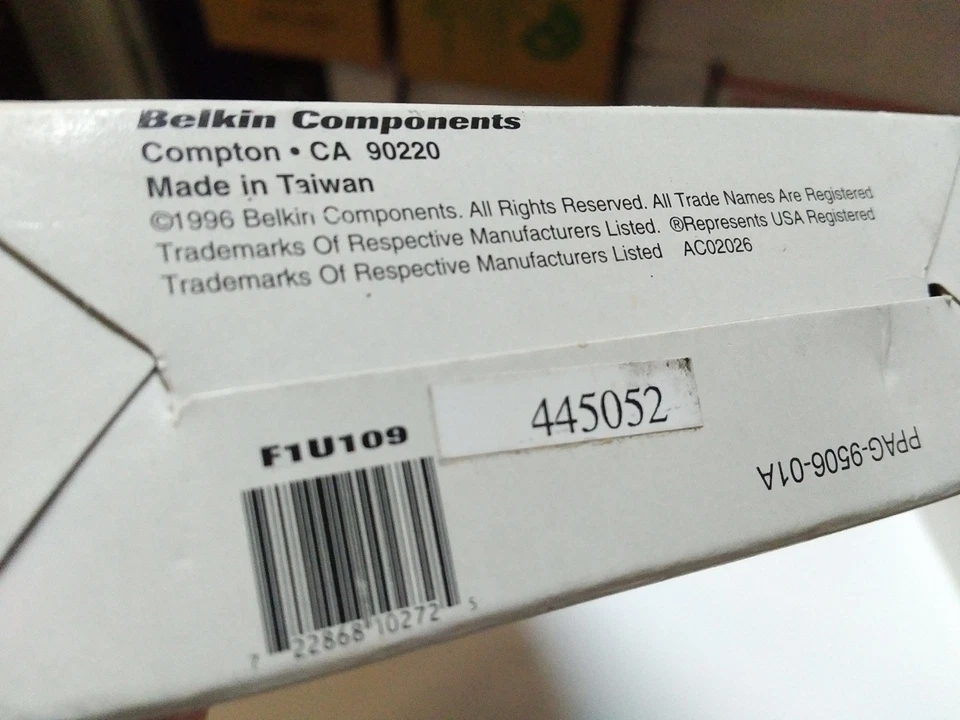 Belkin Components
Compton • CA 90220
Made in Taiwan
©1996 Belkin Components. All Rights Reserved. All Trade Names Are Registered
Trademarks Of Respective Manufacturers Listed. ®Represents USA Registered
Trademarks Of Respective Manufacturers Listed AC02026
445052
F1U109
PPAG-9506-01A
7 22868 10272 5